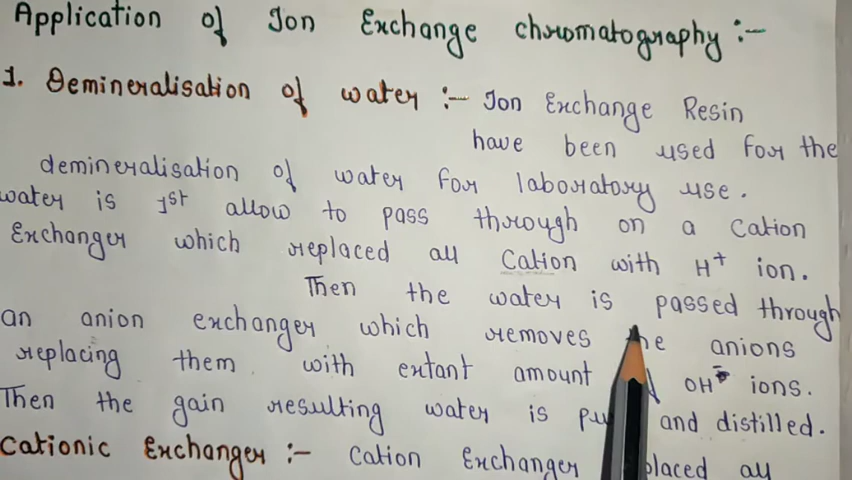 Application of Ion Exchange chromatography :-
1. Demineralisation of water :- Ion Exchange Resin
have been used for the
demineralisation of water for laboratory use.
water is 1st allow to pass through on a Cation
Exchanger which replaced all Cation with H+ ion.
Then the water is passed through
an anion exchanger which removes the anions
replacing them with extant amount OH- ions.
Then the gain resulting water is and distilled.
Cationic Exchanger :- Cation Exchanger all